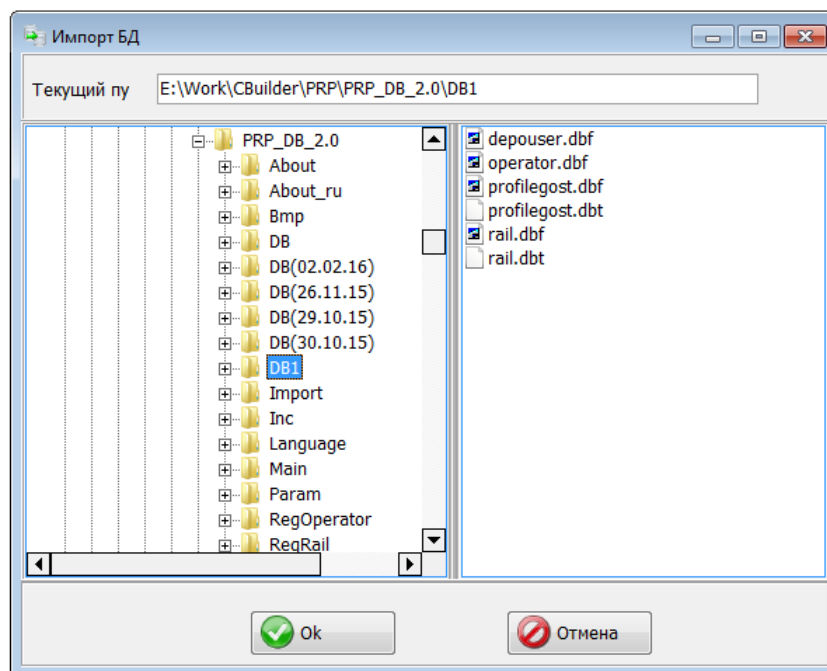 Импорт БД
Текущий пу E:\Work\CBuilder\PRP\PRP_DB_2.0\DB1
PRP_DB_2.0
About
About_ru
Bmp
DB
DB(02.02.16)
DB(26.11.15)
DB(29.10.15)
DB(30.10.15)
DB1
Import
Inc
Language
Main
Param
RegOperator
RegRail
depouser.dbf
operator.dbf
profilegost.dbf
profilegost.dbt
rail.dbf
rail.dbt
Ok
Отмена